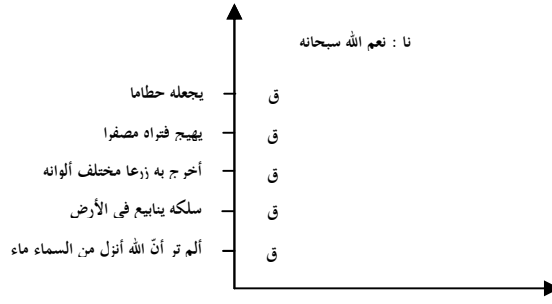 نا : نعم الله سبحانه
يجعله حطاما ق
يهيج فتراه مصفرا ق
أخرج به زرعا مختلف ألوانه ق
سلكه ينابيع في الأرض ق
ألم تر أنّ الله أنزل من السماء ماء ق